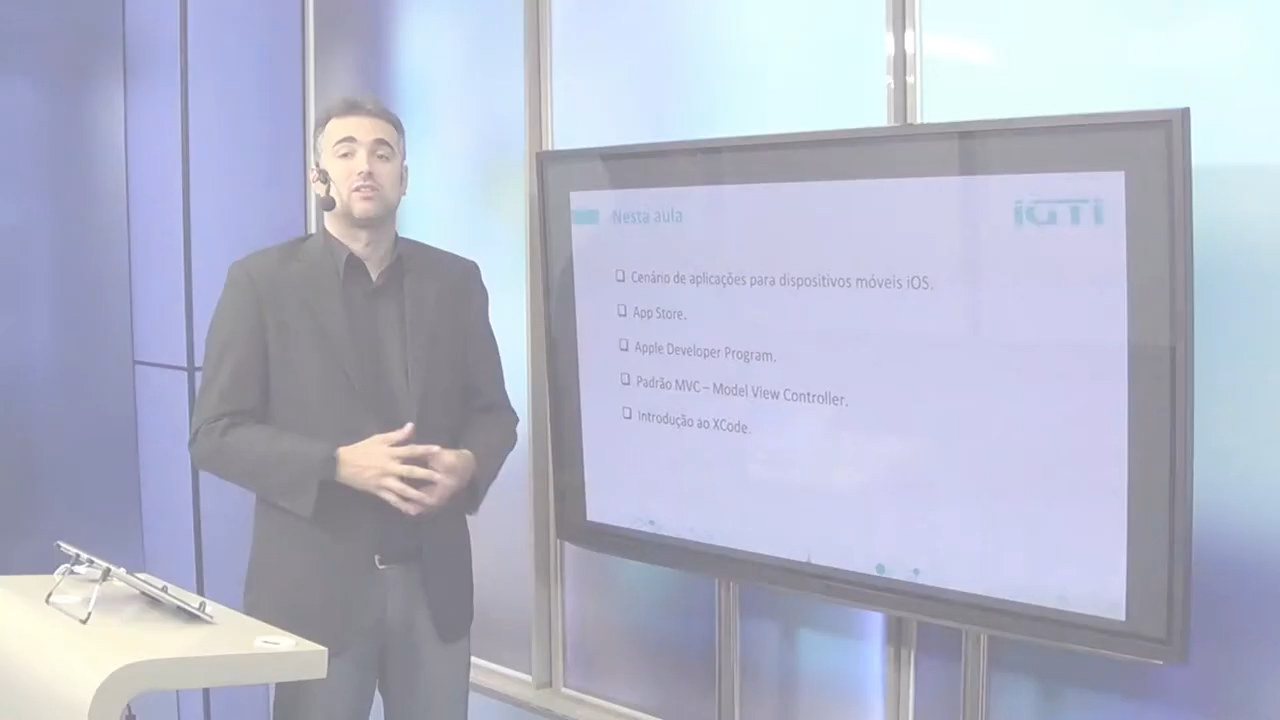 Nesta aula
iGTi
Cenário de aplicações para dispositivos móveis iOS.
App Store.
Apple Developer Program.
Padrão MVC – Model View Controller.
Introdução ao XCode.